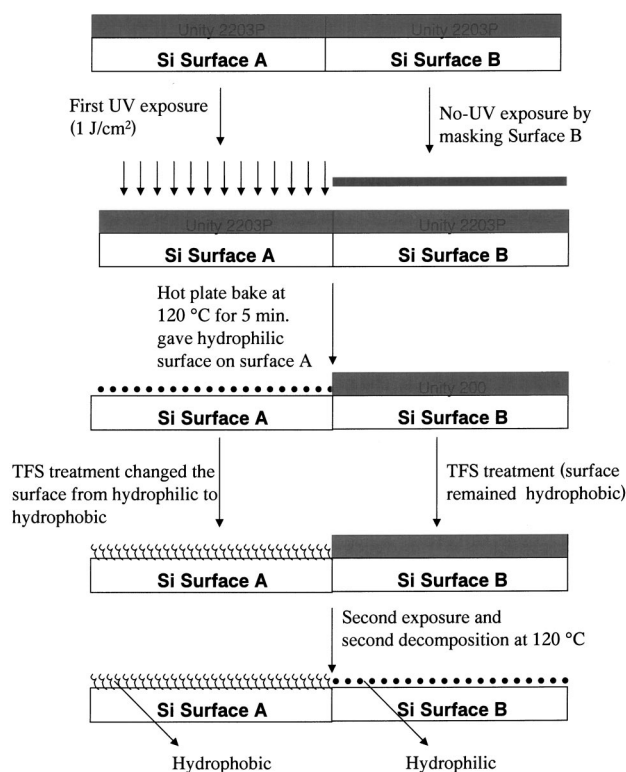 Unity 2203P Unity 2203P
Si Surface A Si Surface B
First UV exposure
(1 J/cm²)
No-UV exposure by
masking Surface B
Unity 2203P Unity 2203P
Si Surface A Si Surface B
Hot plate bake at
120 °C for 5 min.
gave hydrophilic
surface on surface A
Unity 200
Si Surface A Si Surface B
TFS treatment changed the
surface from hydrophilic to
hydrophobic
TFS treatment (surface
remained hydrophobic)
Si Surface A Si Surface B
Second exposure and
second decomposition at 120 °C
Si Surface A Si Surface B
Hydrophobic Hydrophilic